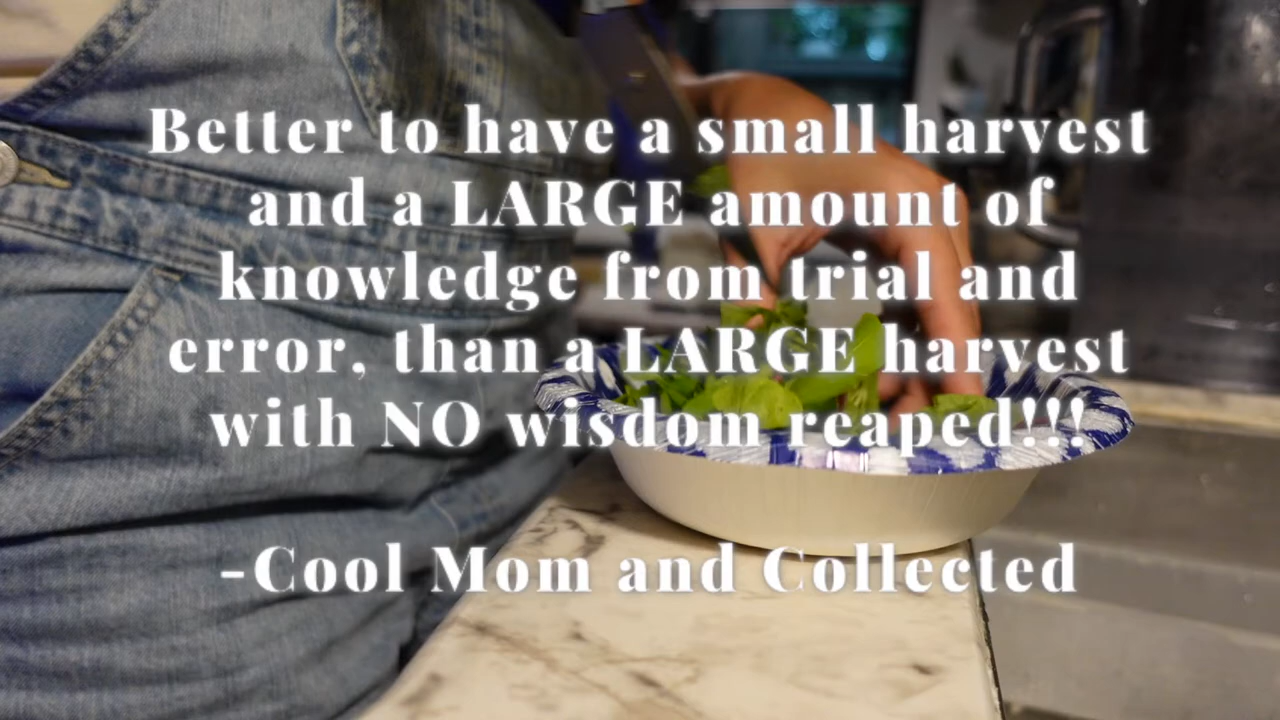 Better to have a small harvest
and a LARGE amount of
knowledge from trial and
error, than a LARGE harvest
with NO wisdom reaped!!!
-Cool Mom and Collected